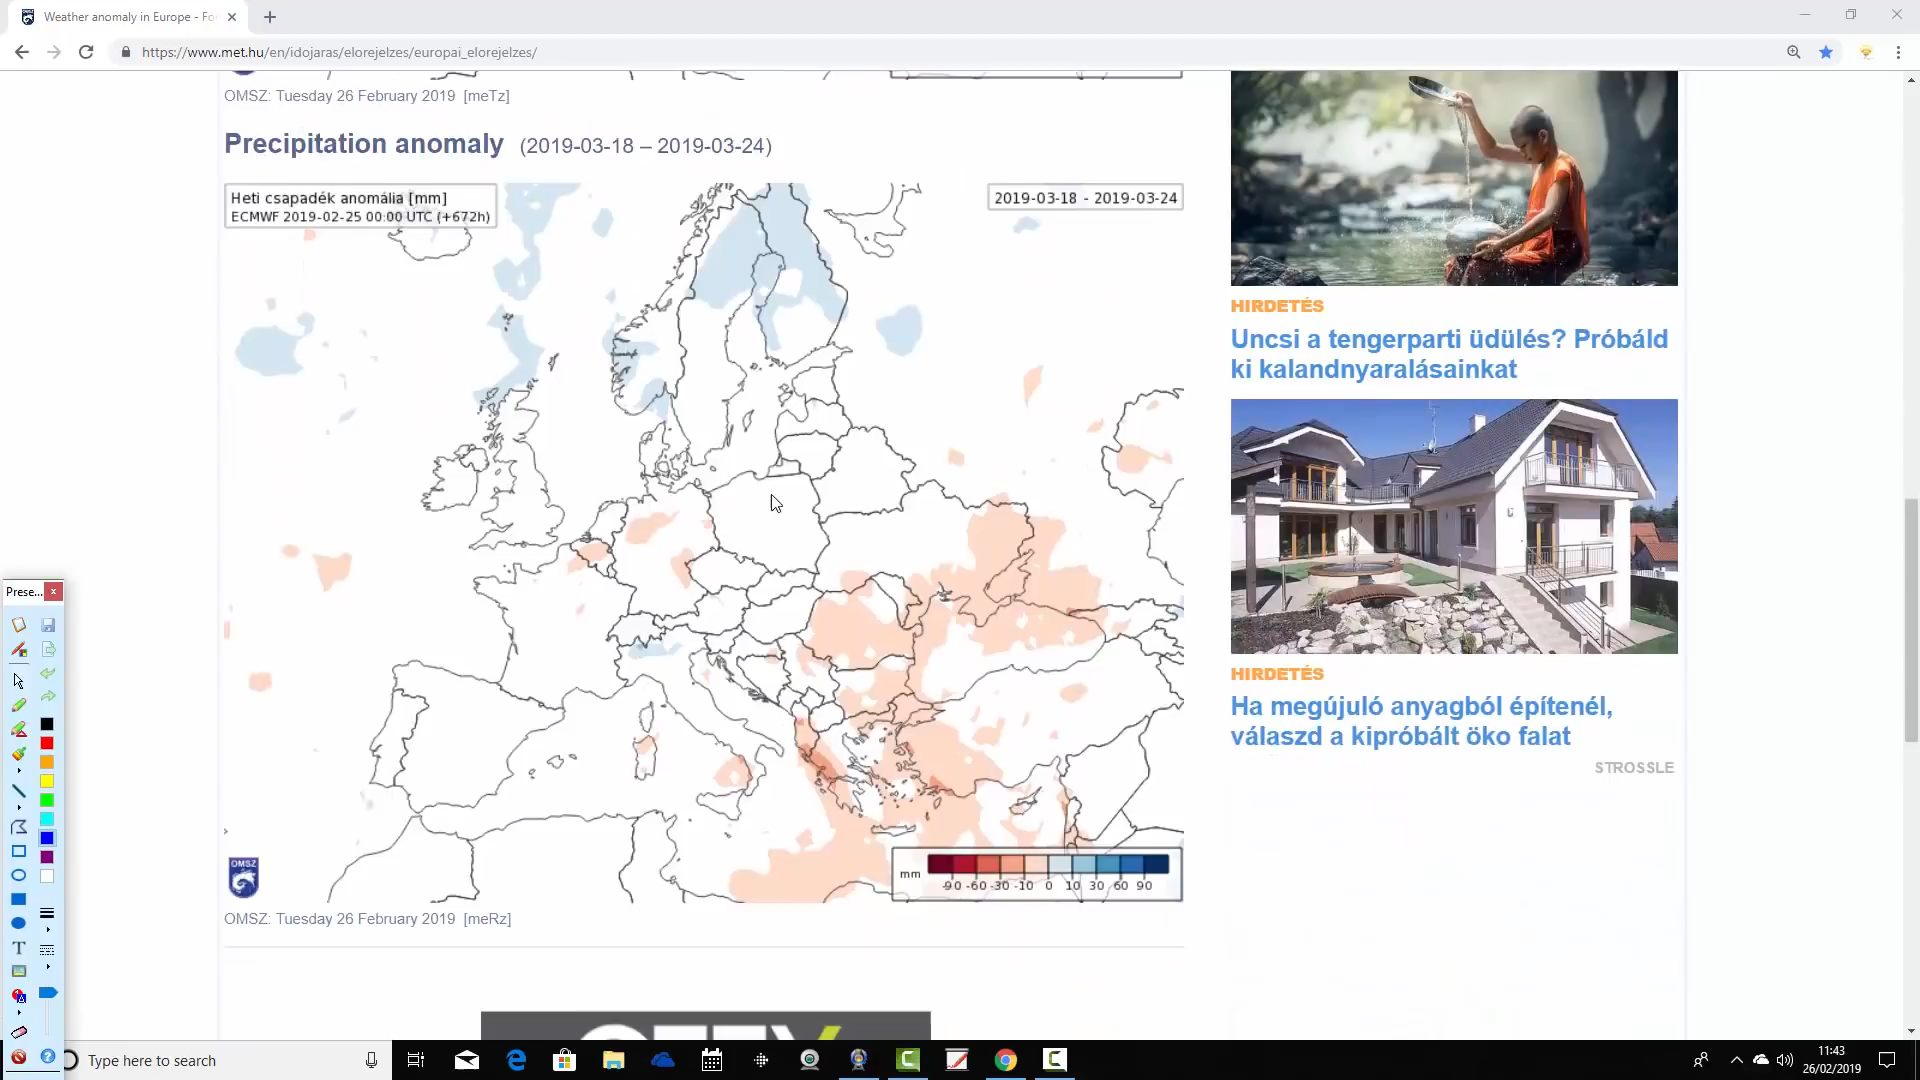 Weather anomaly in Europe - Fo
https://www.met.hu/en/idojaras/elorejelzes/europai_elorejelzes/
OMSZ: Tuesday 26 February 2019 [meTz]
Precipitation anomaly (2019-03-18 – 2019-03-24)
Heti csapadék anomália [mm]
ECMWF 2019-02-25 00:00 UTC (+672h)
2019-03-18 - 2019-03-24
OMSZ
mm
-90 -60 -30 -10 0 10 30 60 90
OMSZ: Tuesday 26 February 2019 [meRz]
HIRDETÉS
Uncsi a tengerparti üdülés? Próbáld
ki kalandnyaralásainkat
HIRDETÉS
Ha megújuló anyagból építenél,
válaszd a kipróbált öko falat
STROSSLE
Prese...
Type here to search
11:43
26/02/2019